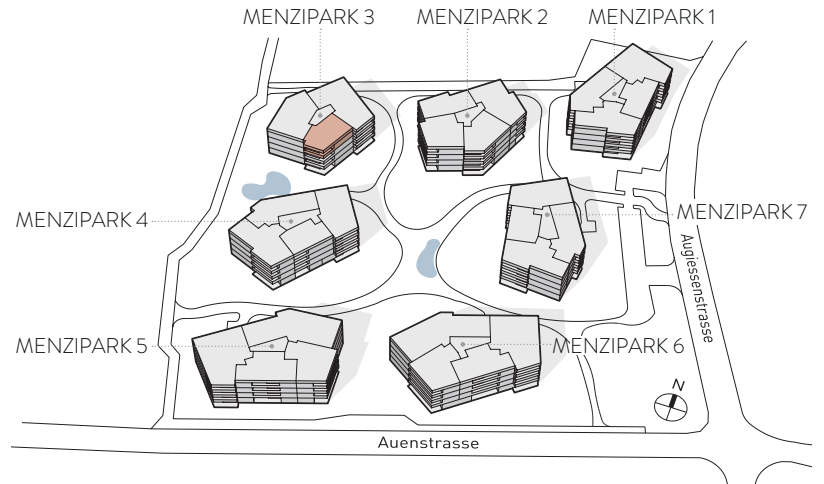 MENZIPARK 3
MENZIPARK 2
MENZIPARK 1
MENZIPARK 4
MENZIPARK 7
Augiessenstrasse
MENZIPARK 5
MENZIPARK 6
N
Auenstrasse